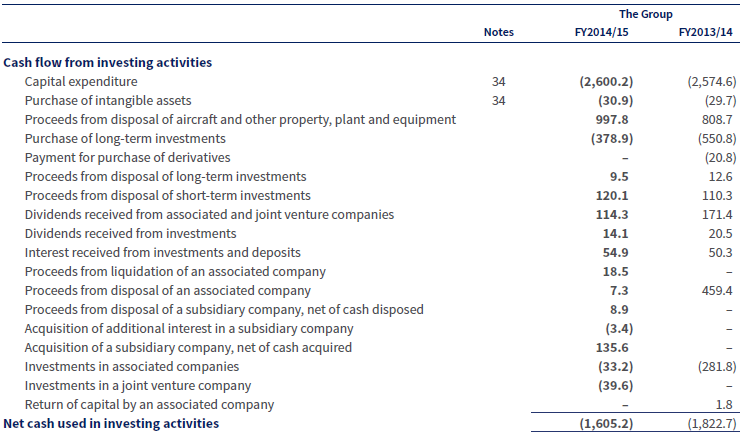 The Group
Notes FY2014/15 FY2013/14
Cash flow from investing activities
Capital expenditure 34 (2,600.2) (2,574.6)
Purchase of intangible assets 34 (30.9) (29.7)
Proceeds from disposal of aircraft and other property, plant and equipment 997.8 808.7
Purchase of long-term investments (378.9) (550.8)
Payment for purchase of derivatives – (20.8)
Proceeds from disposal of long-term investments 9.5 12.6
Proceeds from disposal of short-term investments 120.1 110.3
Dividends received from associated and joint venture companies 114.3 171.4
Dividends received from investments 14.1 20.5
Interest received from investments and deposits 54.9 50.3
Proceeds from liquidation of an associated company 18.5 –
Proceeds from disposal of an associated company 7.3 459.4
Proceeds from disposal of a subsidiary company, net of cash disposed 8.9 –
Acquisition of additional interest in a subsidiary company (3.4) –
Acquisition of a subsidiary company, net of cash acquired 135.6 –
Investments in associated companies (33.2) (281.8)
Investments in a joint venture company (39.6) –
Return of capital by an associated company – 1.8
Net cash used in investing activities (1,605.2) (1,822.7)